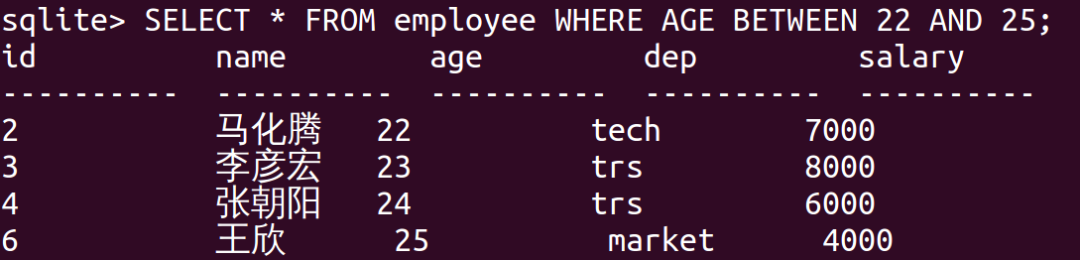 sqlite> SELECT * FROM employee WHERE AGE BETWEEN 22 AND 25;
id          name        age         dep         salary
----------  ----------  ----------  ----------  ----------
2           马化腾   22          tech        7000
3           李彦宏   23          trs         8000
4           张朝阳   24          trs         6000
6           王欣      25          market      4000